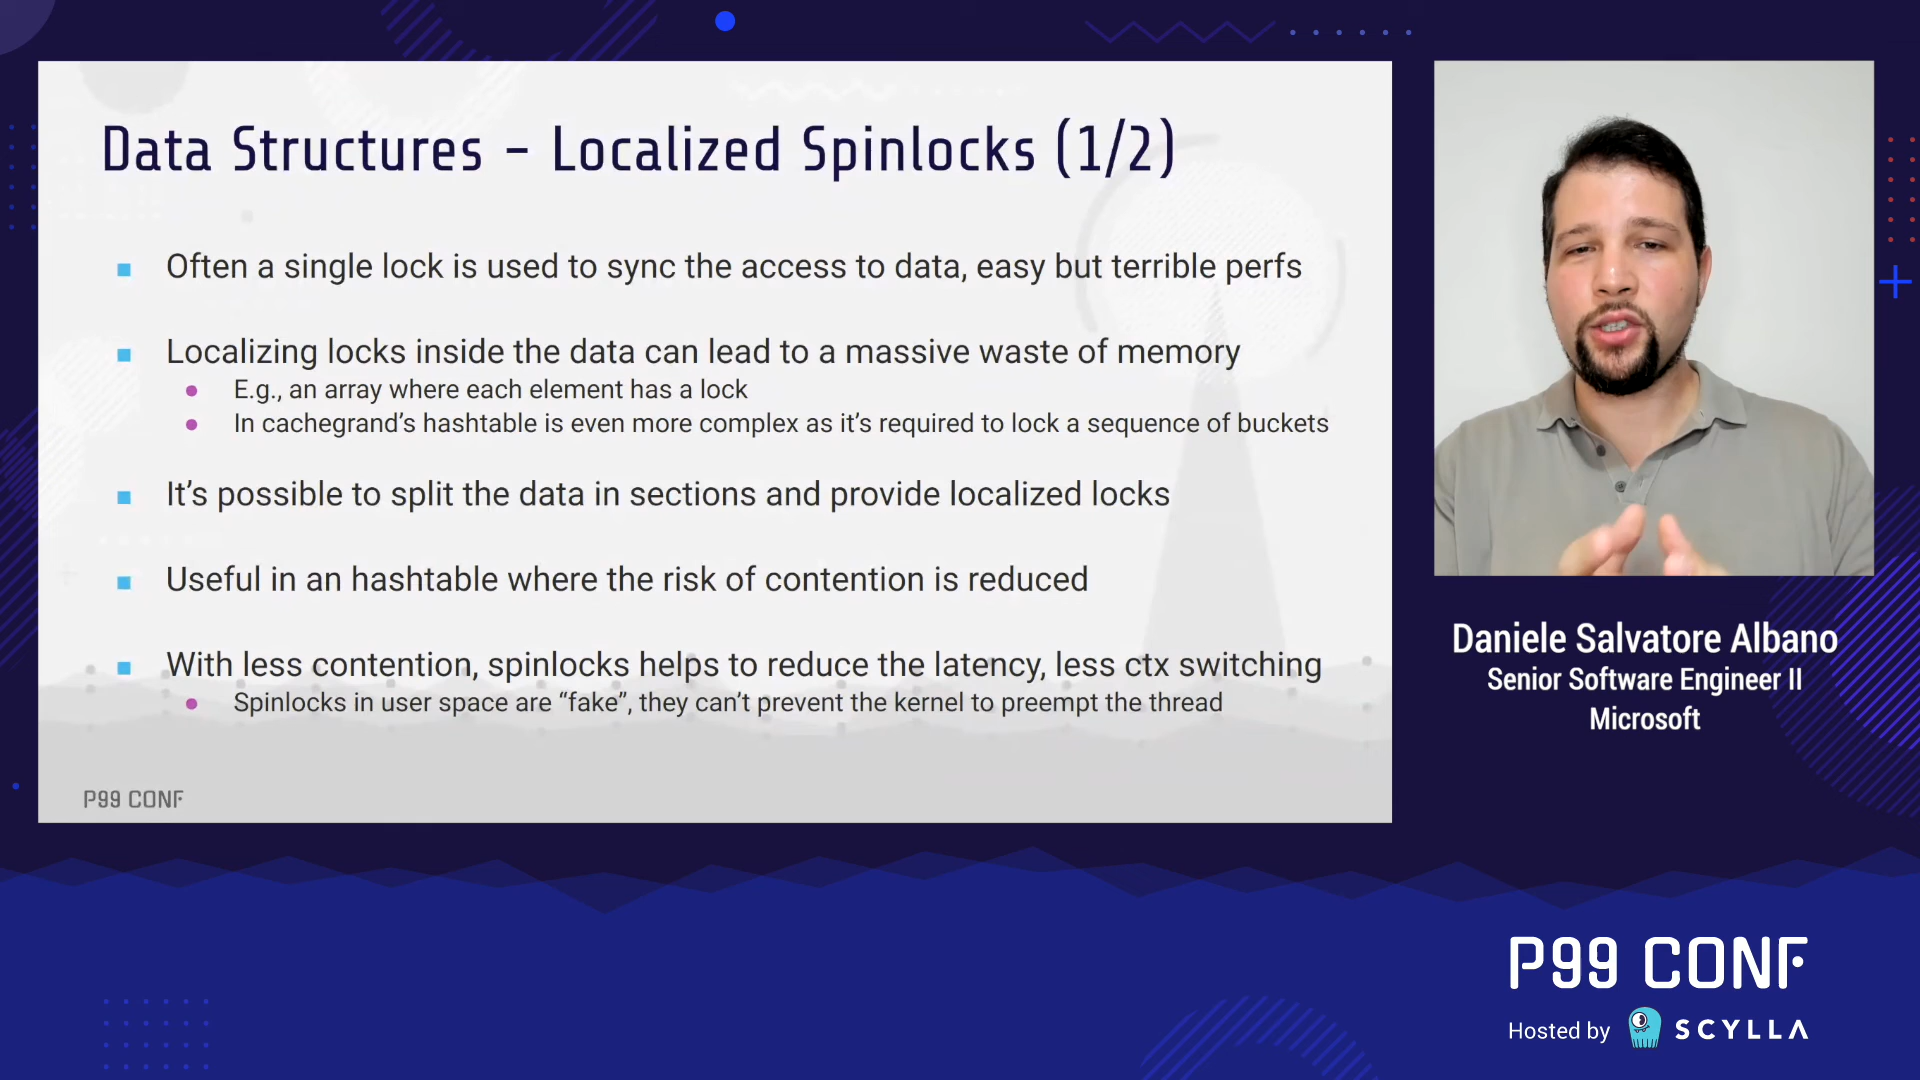 Data Structures – Localized Spinlocks (1/2)
Often a single lock is used to sync the access to data, easy but terrible perfs
Localizing locks inside the data can lead to a massive waste of memory
E.g., an array where each element has a lock
In cachegrand’s hashtable is even more complex as it’s required to lock a sequence of buckets
It’s possible to split the data in sections and provide localized locks
Useful in an hashtable where the risk of contention is reduced
With less contention, spinlocks helps to reduce the latency, less ctx switching
Spinlocks in user space are “fake”, they can’t prevent the kernel to preempt the thread
P99 CONF
Daniele Salvatore Albano
Senior Software Engineer II
Microsoft
P99 CONF
Hosted by SCYLLA